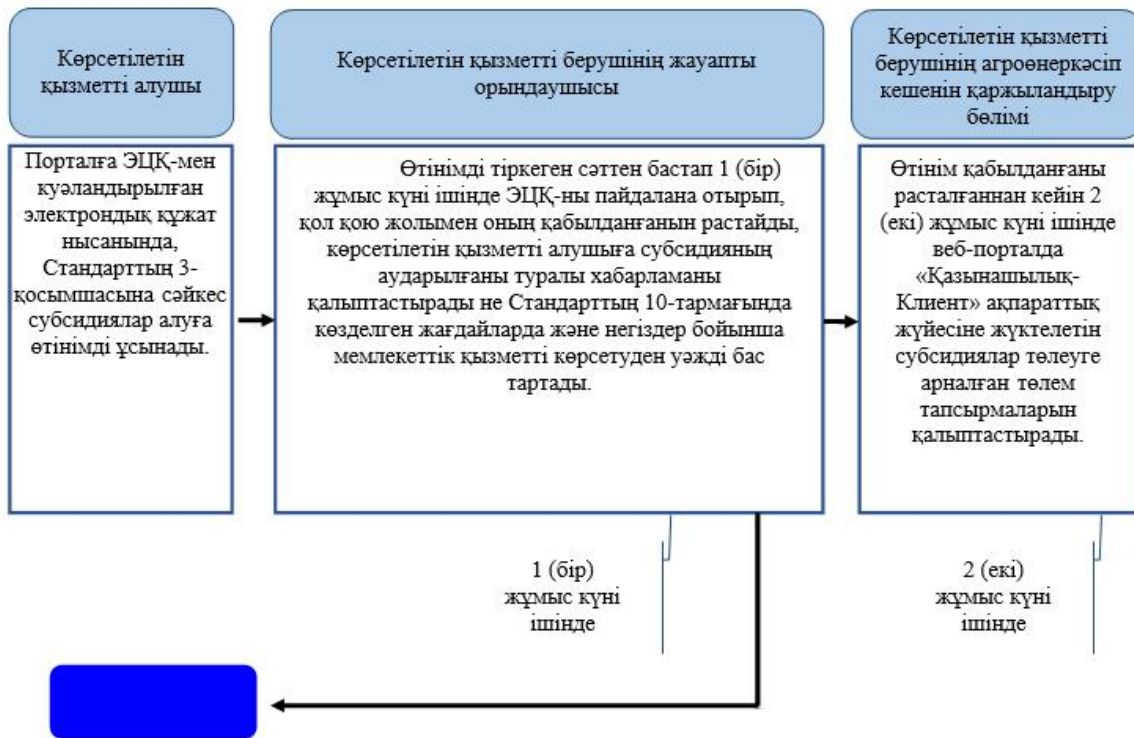 Көрсетілетін
қызметті алушы
Көрсетілетін қызметті берушінің жауапты
орындаушысы
Көрсетілетін қызметті
берушінің агроөнеркәсіп
кешенін қаржыландыру
бөлімі
Порталға ЭЦҚ-мен
куәландырылған
электрондық құжат
нысанында,
Стандарттың 3-
қосымшасына сәйкес
субсидиялар алуға
өтінімді ұсынады.
Өтінімді тіркеген сәттен бастап 1 (бір)
жұмыс күні ішінде ЭЦҚ-ны пайдалана отырып,
қол қою жолымен оның қабылданғанын растайды,
көрсетілетін қызметті алушыға субсидияның
аударылғаны туралы хабарламаны
қалыптастырады не Стандарттың 10-тармағында
көзделген жағдайларда және негіздер бойынша
мемлекеттік қызметті көрсетуден уәжді бас
тартады.
Өтінім қабылданғаны
расталғаннан кейін 2
(екі) жұмыс күні ішінде
веб-порталда
«Қазынашылық-
Клиент» ақпараттық
жүйесіне жүктелетін
субсидиялар төлеуге
арналған төлем
тапсырмаларын
қалыптастырады.
1 (бір)
жұмыс күні
ішінде
2 (екі)
жұмыс күні
ішінде